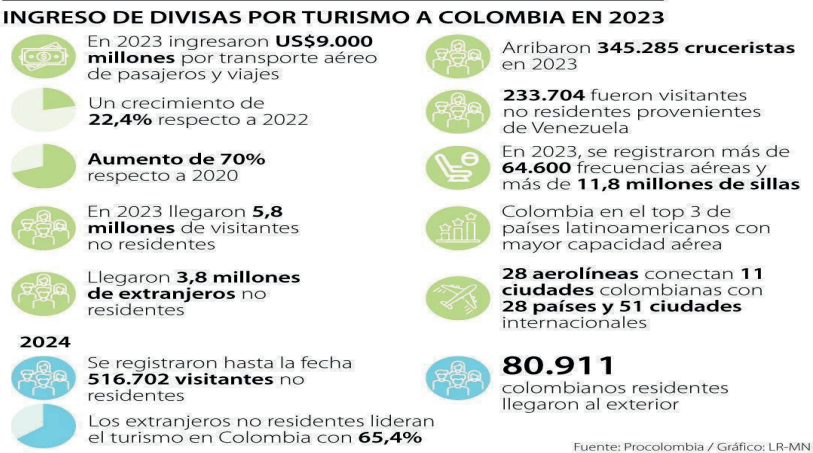 INGRESO DE DIVISAS POR TURISMO A COLOMBIA EN 2023
En 2023 ingresaron US$9.000
millones por transporte aéreo
de pasajeros y viajes
Un crecimiento de
22,4% respecto a 2022
Aumento de 70%
respecto a 2020
En 2023 llegaron 5,8
millones de visitantes
no residentes
Llegaron 3,8 millones
de extranjeros no
residentes
Arribaron 345.285 cruceristas
en 2023
233.704 fueron visitantes
no residentes provenientes
de Venezuela
En 2023, se registraron más de
64.600 frecuencias aéreas y
más de 11,8 millones de sillas
Colombia en el top 3 de
países latinoamericanos con
mayor capacidad aérea
28 aerolíneas conectan 11
ciudades colombianas con
28 países y 51 ciudades
internacionales
2024
Se registraron hasta la fecha
516.702 visitantes no
residentes
Los extranjeros no residentes lideran
el turismo en Colombia con 65,4%
80.911
colombianos residentes
llegaron al exterior
Fuente: Procolombia / Gráfico: LR-MN